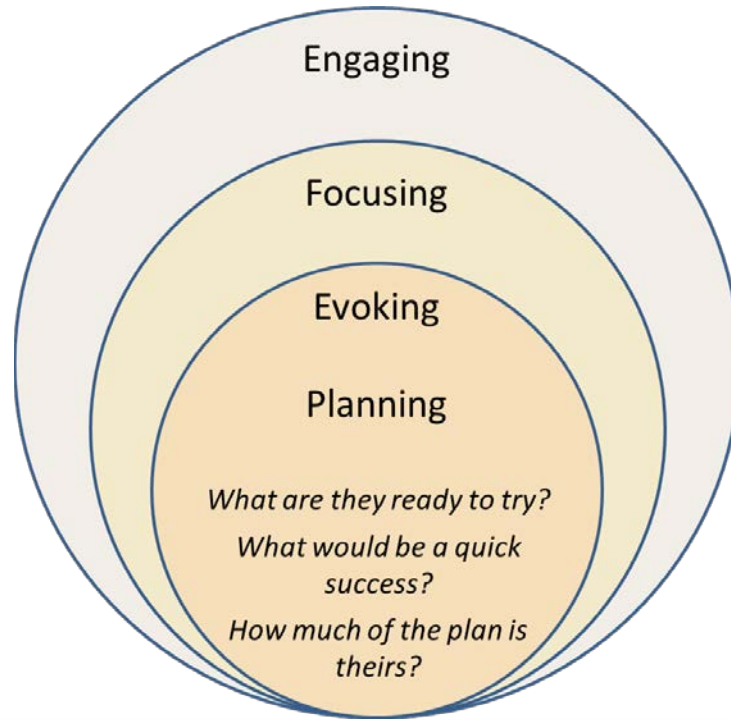 Engaging
Focusing
Evoking
Planning
What are they ready to try?
What would be a quick
success?
How much of the plan is
theirs?